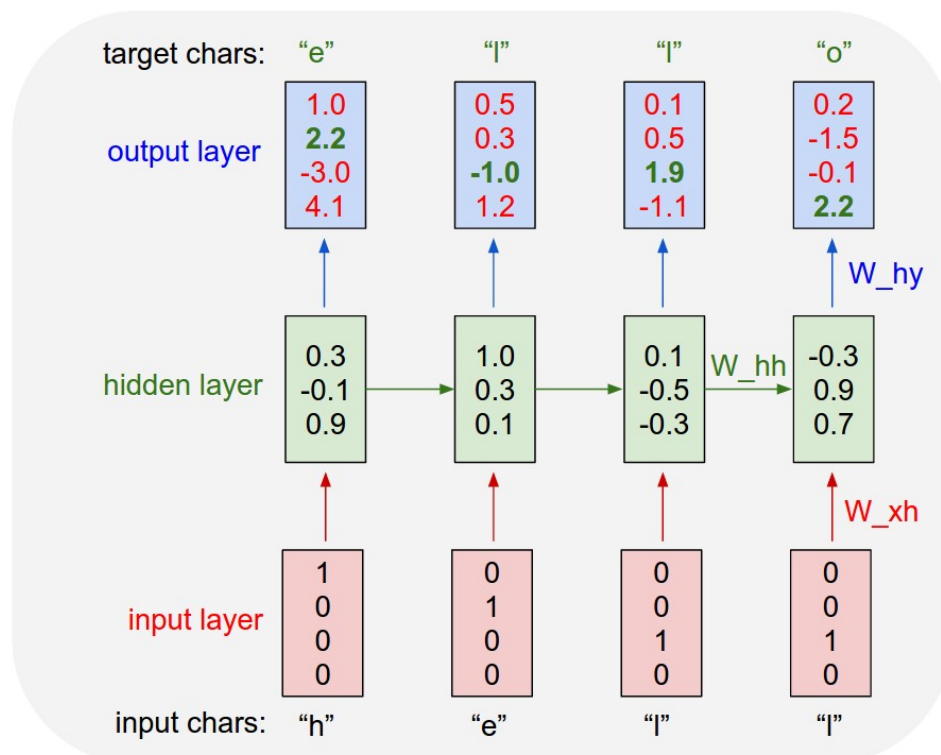 target chars: “e” “l” “l” “o”
output layer
1.0 0.5 0.1 0.2
2.2 0.3 0.5 -1.5
-3.0 -1.0 1.9 -0.1
4.1 1.2 -1.1 2.2
W_hy
hidden layer
0.3 1.0 0.1 W_hh -0.3
-0.1 0.3 -0.5 0.9
0.9 0.1 -0.3 0.7
W_xh
input layer
1 0 0 0
0 1 0 0
0 0 1 1
0 0 0 0
input chars: “h” “e” “l” “l”